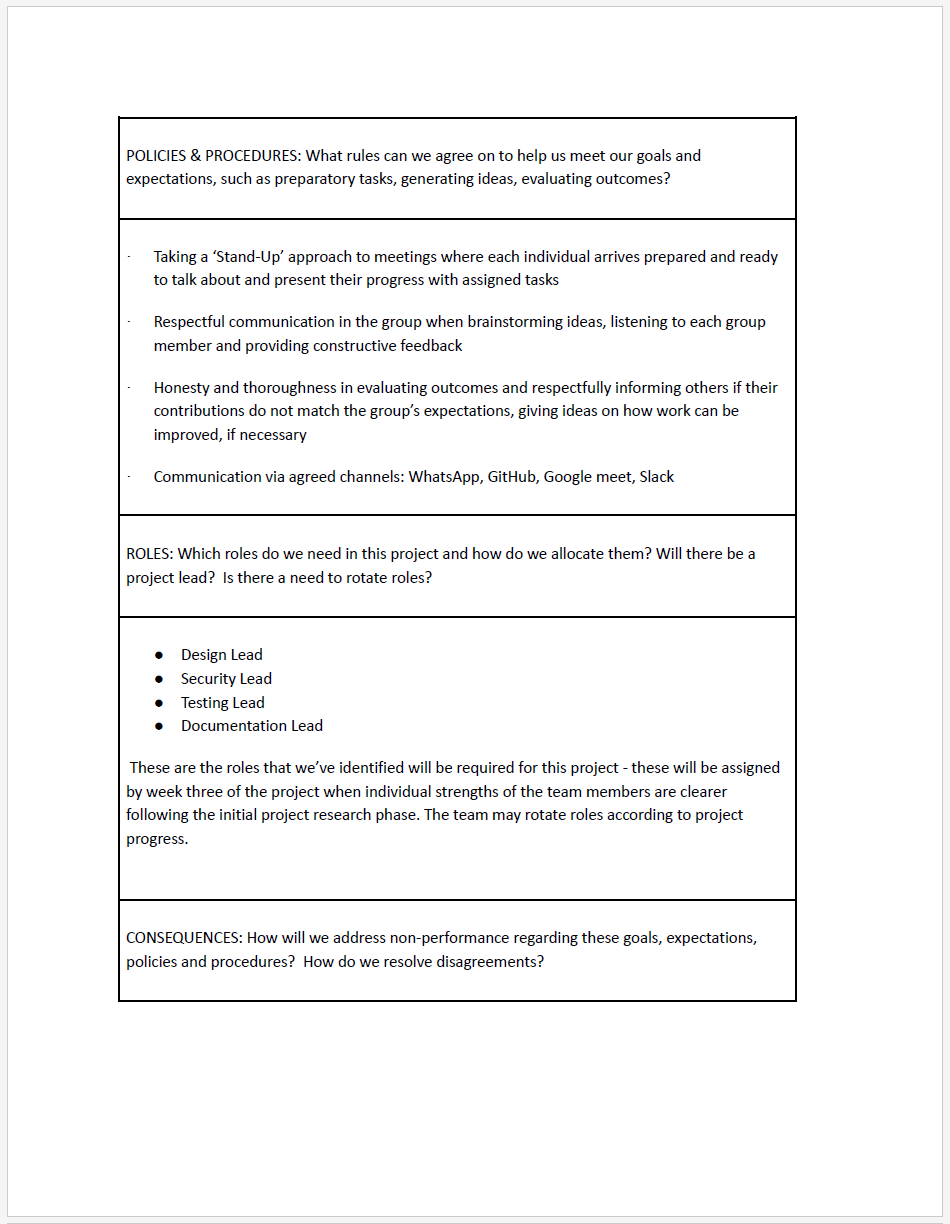 POLICIES & PROCEDURES: What rules can we agree on to help us meet our goals and
expectations, such as preparatory tasks, generating ideas, evaluating outcomes?
· Taking a ‘Stand-Up’ approach to meetings where each individual arrives prepared and ready
to talk about and present their progress with assigned tasks
· Respectful communication in the group when brainstorming ideas, listening to each group
member and providing constructive feedback
· Honesty and thoroughness in evaluating outcomes and respectfully informing others if their
contributions do not match the group’s expectations, giving ideas on how work can be
improved, if necessary
· Communication via agreed channels: WhatsApp, GitHub, Google meet, Slack
ROLES: Which roles do we need in this project and how do we allocate them? Will there be a
project lead?  Is there a need to rotate roles?
● Design Lead
● Security Lead
● Testing Lead
● Documentation Lead
These are the roles that we’ve identified will be required for this project - these will be assigned
by week three of the project when individual strengths of the team members are clearer
following the initial project research phase. The team may rotate roles according to project
progress.
CONSEQUENCES: How will we address non-performance regarding these goals, expectations,
policies and procedures?  How do we resolve disagreements?